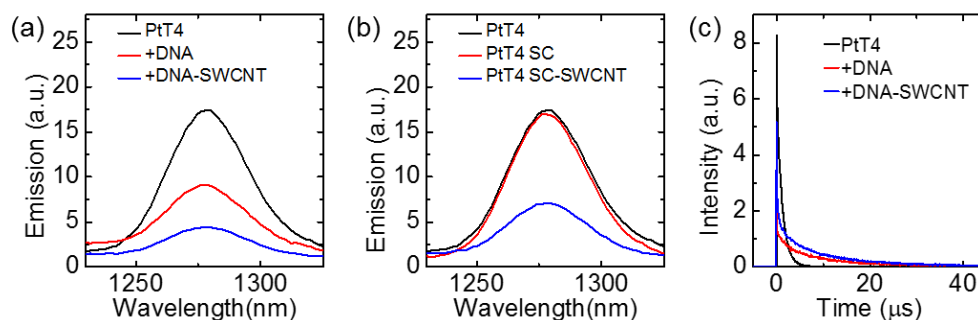 (a)
PtT4
+DNA
+DNA-SWCNT
Emission (a.u.)
25
20
15
10
5
0
1250
1300
Wavelength(nm)
(b)
PtT4
PtT4 SC
PtT4 SC-SWCNT
Emission (a.u.)
25
20
15
10
5
0
1250
1300
Wavelength(nm)
(c)
PtT4
+DNA
+DNA-SWCNT
Intensity (a.u.)
8
6
4
2
0
0
20
40
Time (μs)